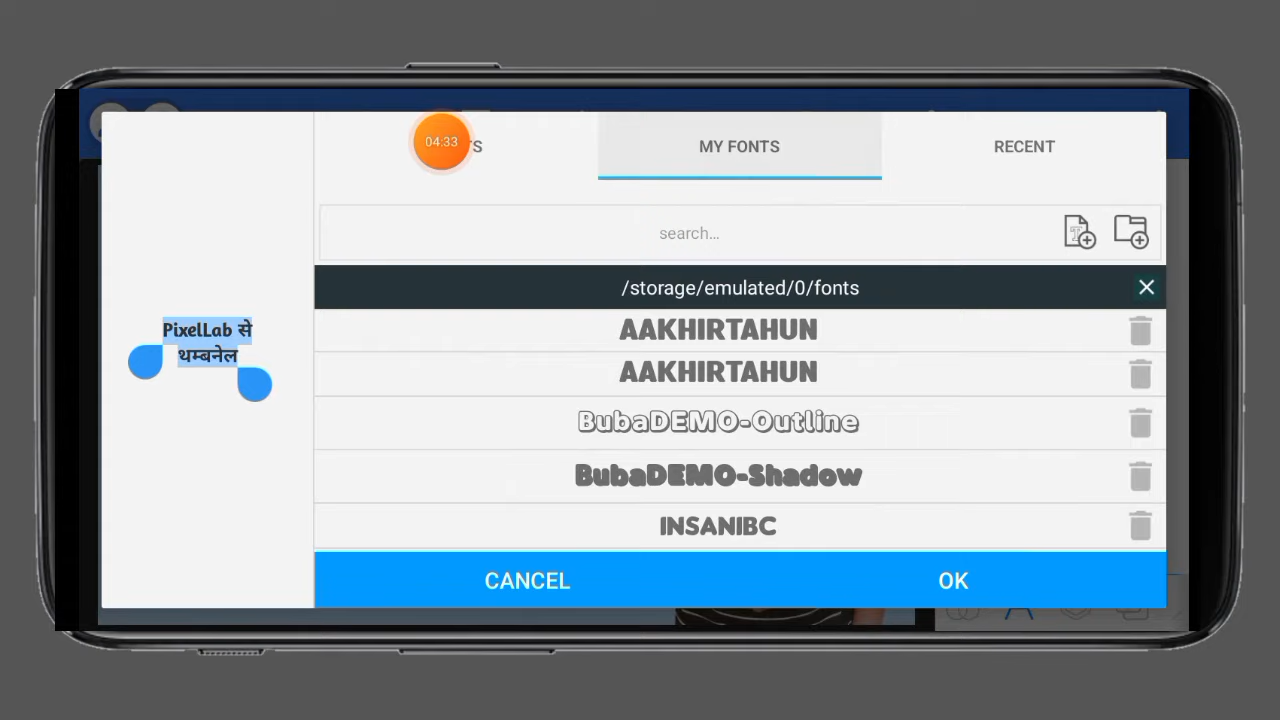 04:33
S
MY FONTS
RECENT
search...
/storage/emulated/0/fonts
PixelLab से
थम्बनेल
AAKHIRTAHUN
AAKHIRTAHUN
BubaDEMO-Outline
BubaDEMO-Shadow
INSANIBC
CANCEL
OK